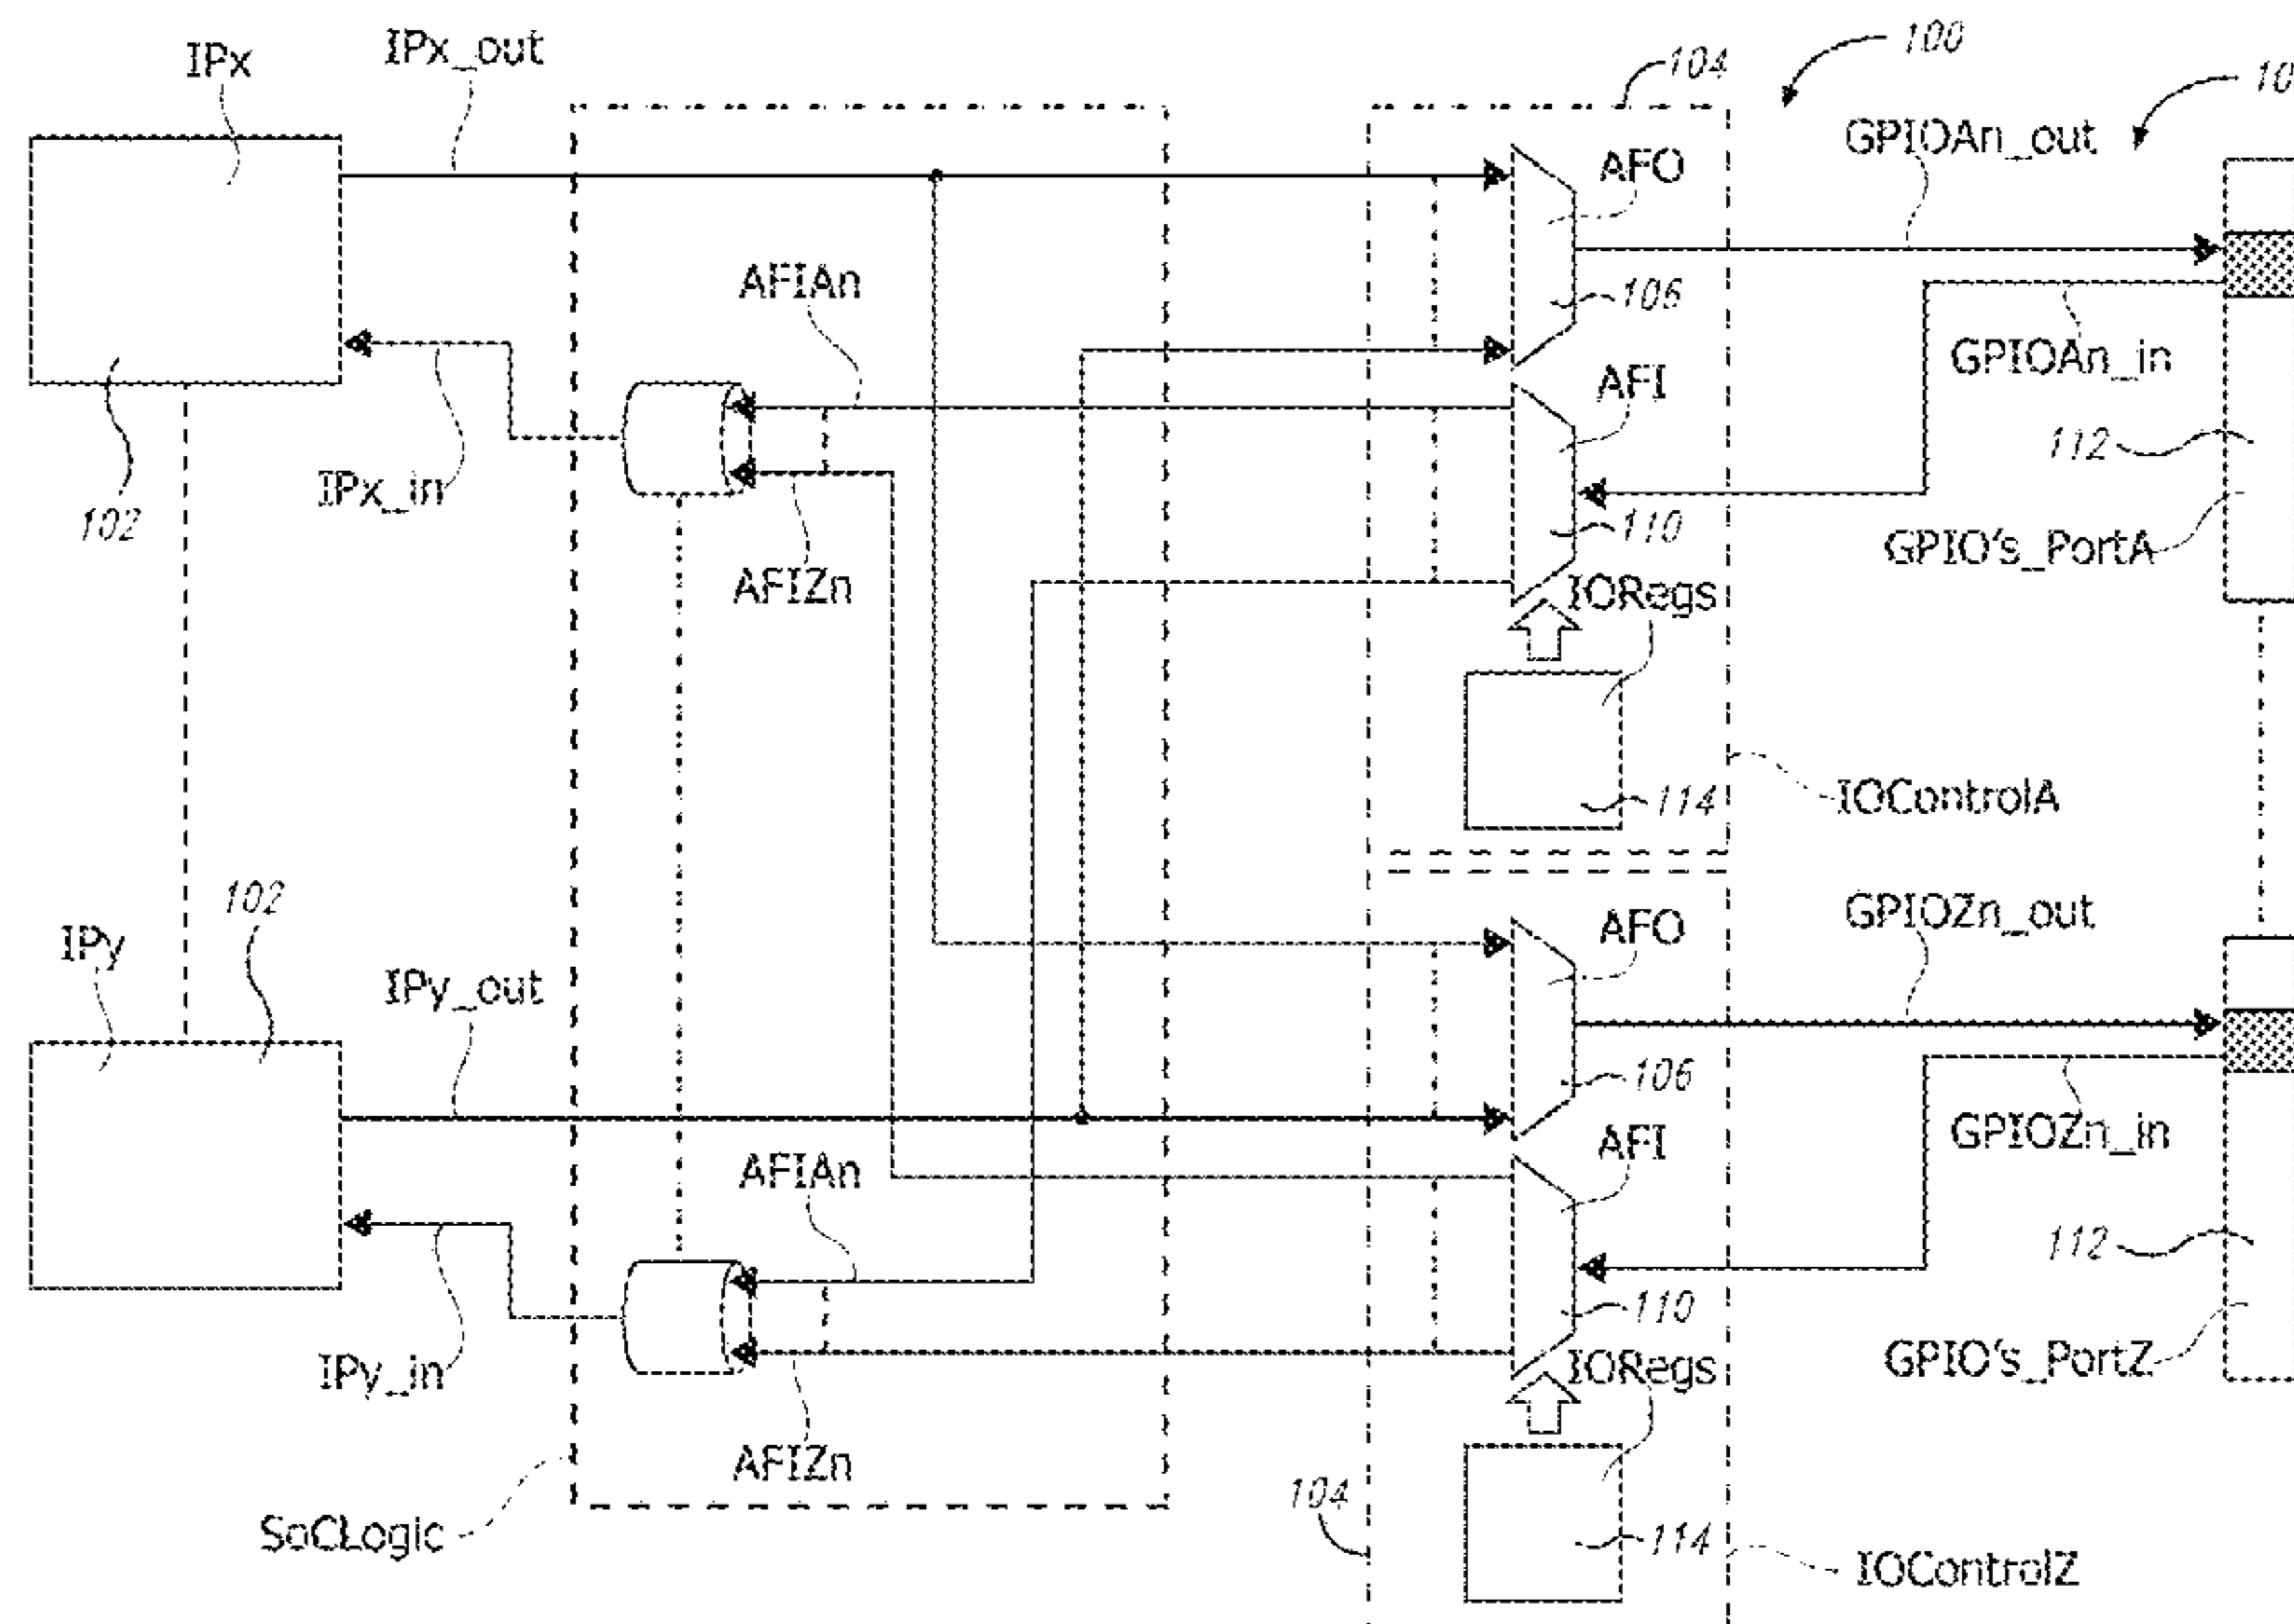 IPx
IPx_out
104
100
10
GPIOAn_out
AFO
AFIAn
106
GPIOAn_in
AFI
112
IPx_in
102
110
GPIO's_PortA
AFIZn
IORegs
114
IOControlA
102
IPy
IPy_out
AFO
GPIOZn_out
106
AFI
GPIOZn_in
AFIAn
112
110
IPy_in
IORegs
GPIO's_PortZ
AFIZn
104
SoCLogic
114
IOControlZ